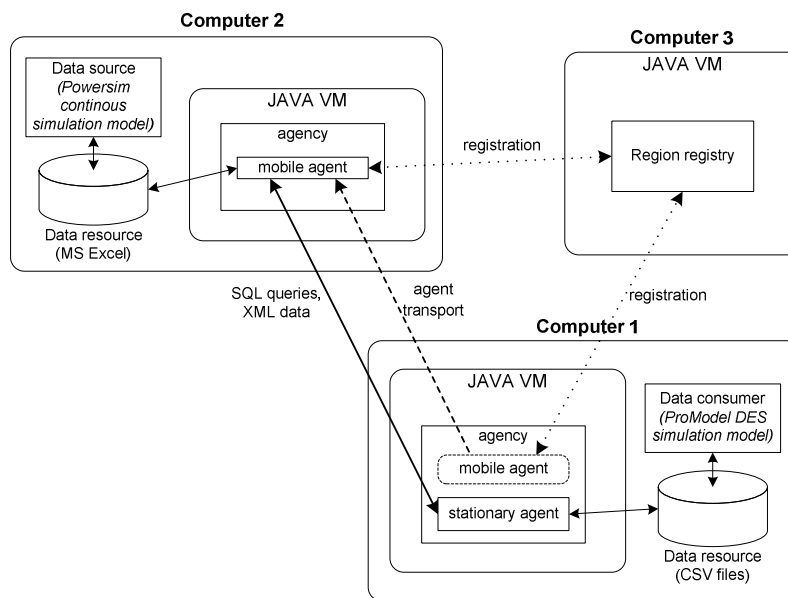 Computer 2
Data source
(Powersim
continous
simulation model)
JAVA VM
agency
mobile agent
Data resource
(MS Excel)
registration
Computer 3
JAVA VM
Region registry
SQL queries,
XML data
agent
transport
registration
Computer 1
JAVA VM
agency
mobile agent
stationary agent
Data consumer
(ProModel DES
simulation model)
Data resource
(CSV files)